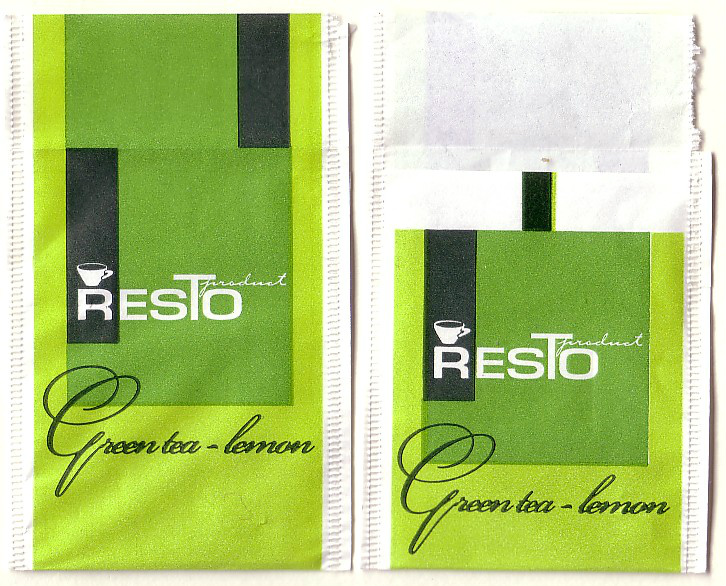 product
RESTO
Green tea - lemon
product
RESTO
Green tea - lemon